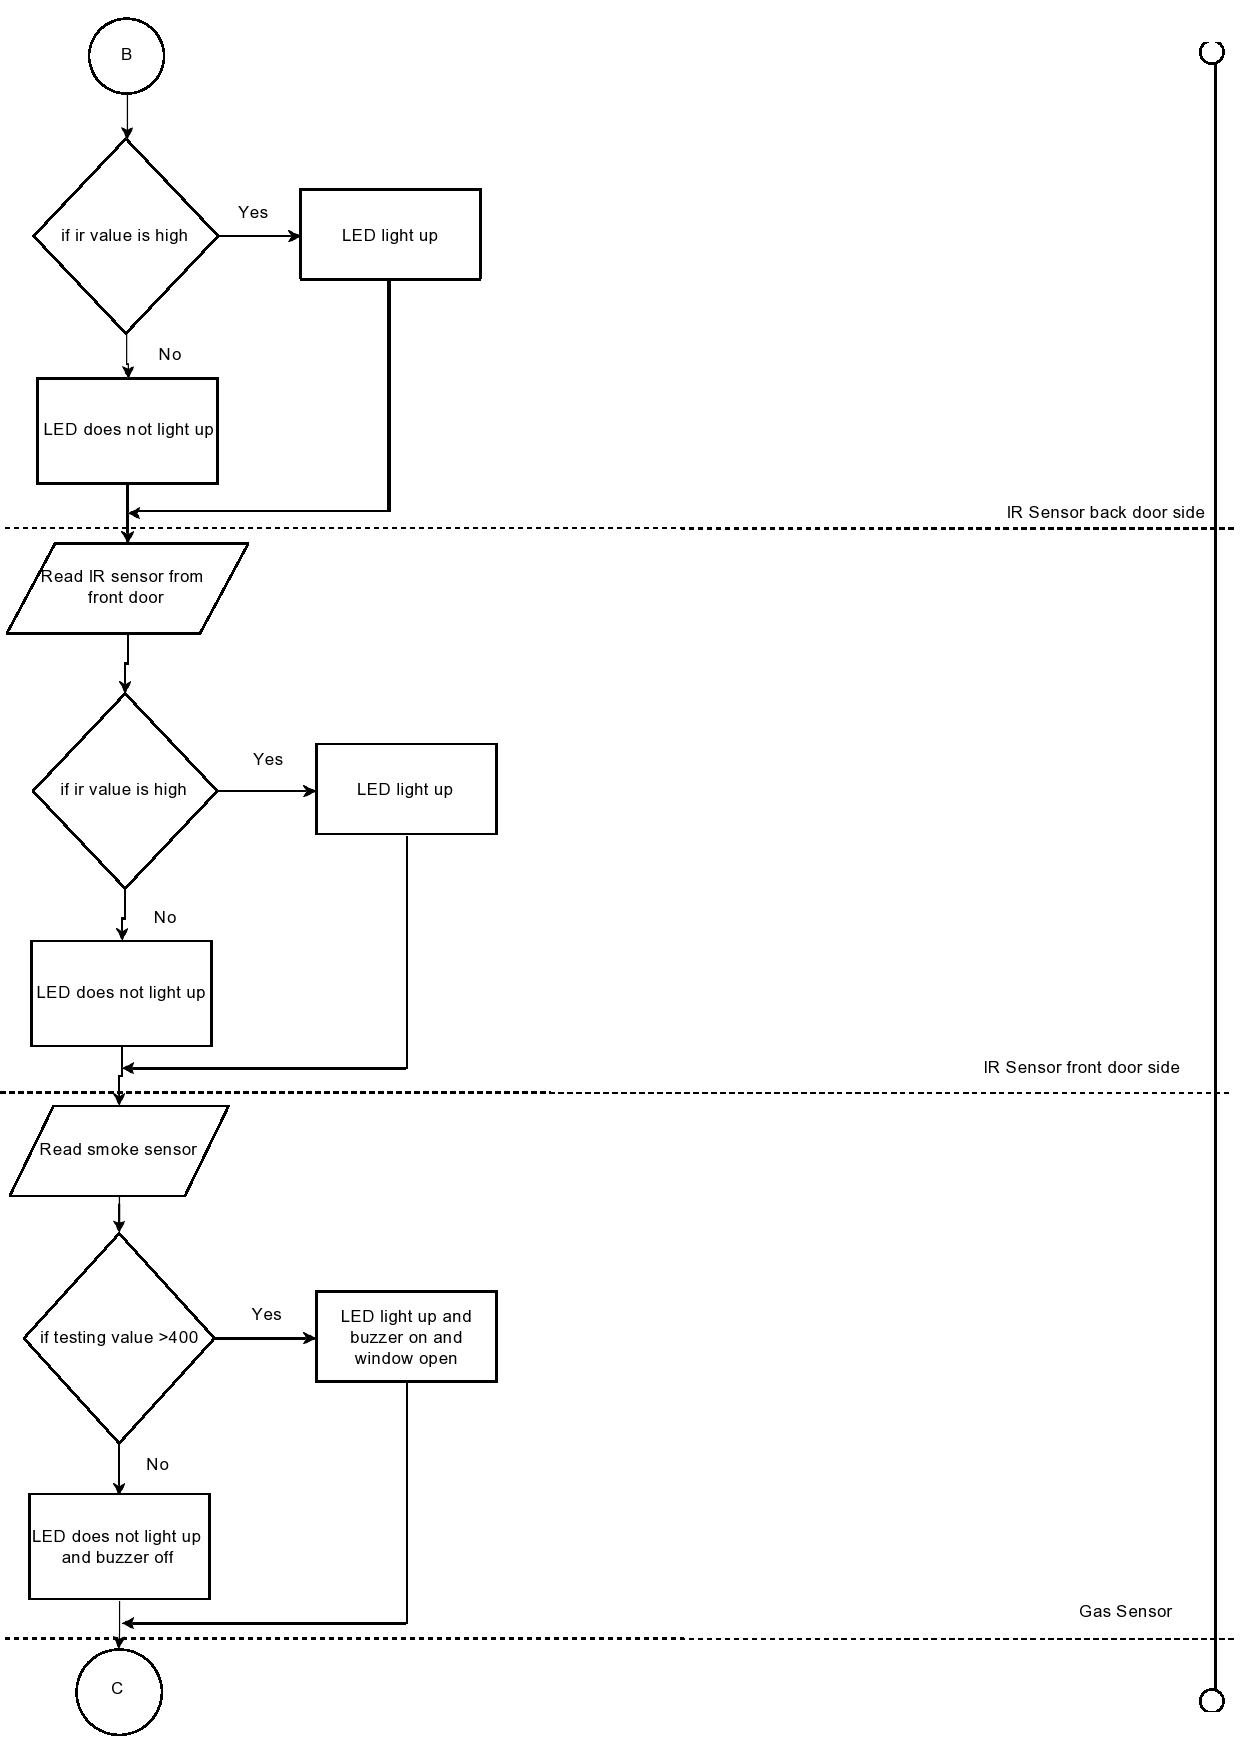 B
if ir value is high
Yes
LED light up
No
LED does not light up
IR Sensor back door side
Read IR sensor from
front door
if ir value is high
Yes
LED light up
No
LED does not light up
IR Sensor front door side
Read smoke sensor
if testing value >400
Yes
LED light up and
buzzer on and
window open
No
LED does not light up
and buzzer off
Gas Sensor
C